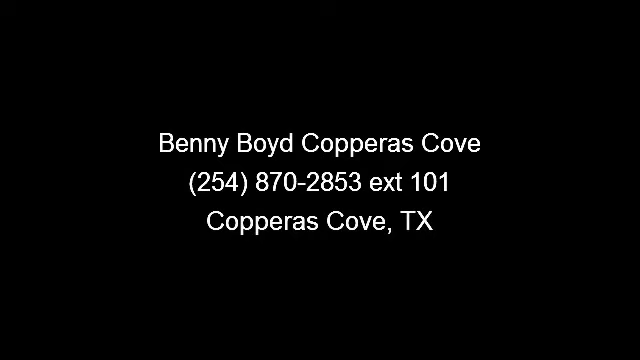 Benny Boyd Copperas Cove
(254) 870-2853 ext 101
Copperas Cove, TX